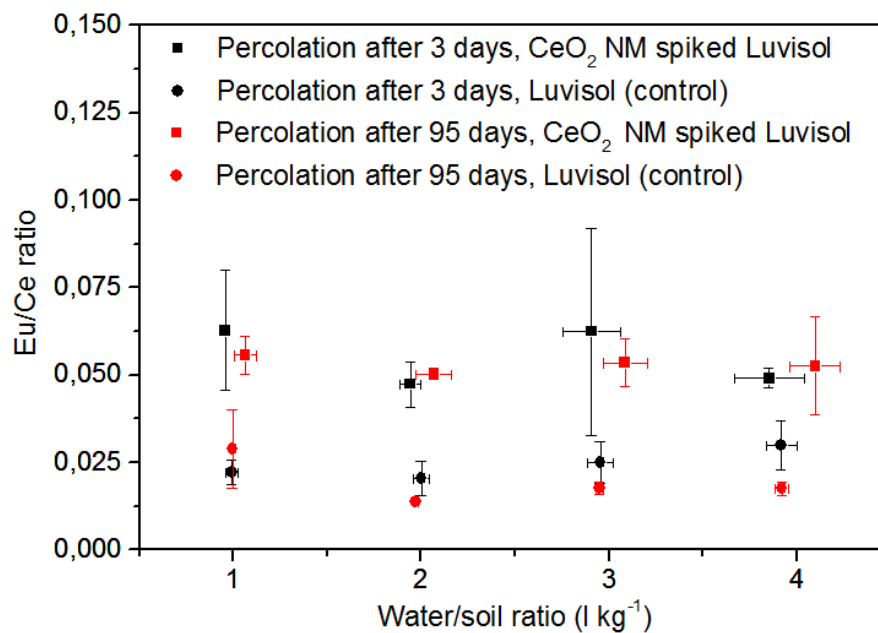 0,150
Percolation after 3 days, CeO₂ NM spiked Luvisol
Percolation after 3 days, Luvisol (control)
0,125
Percolation after 95 days, CeO₂ NM spiked Luvisol
Percolation after 95 days, Luvisol (control)
0,100
0,075
0,050
0,025
0,000
Eu/Ce ratio
1 2 3 4
Water/soil ratio (l kg⁻¹)